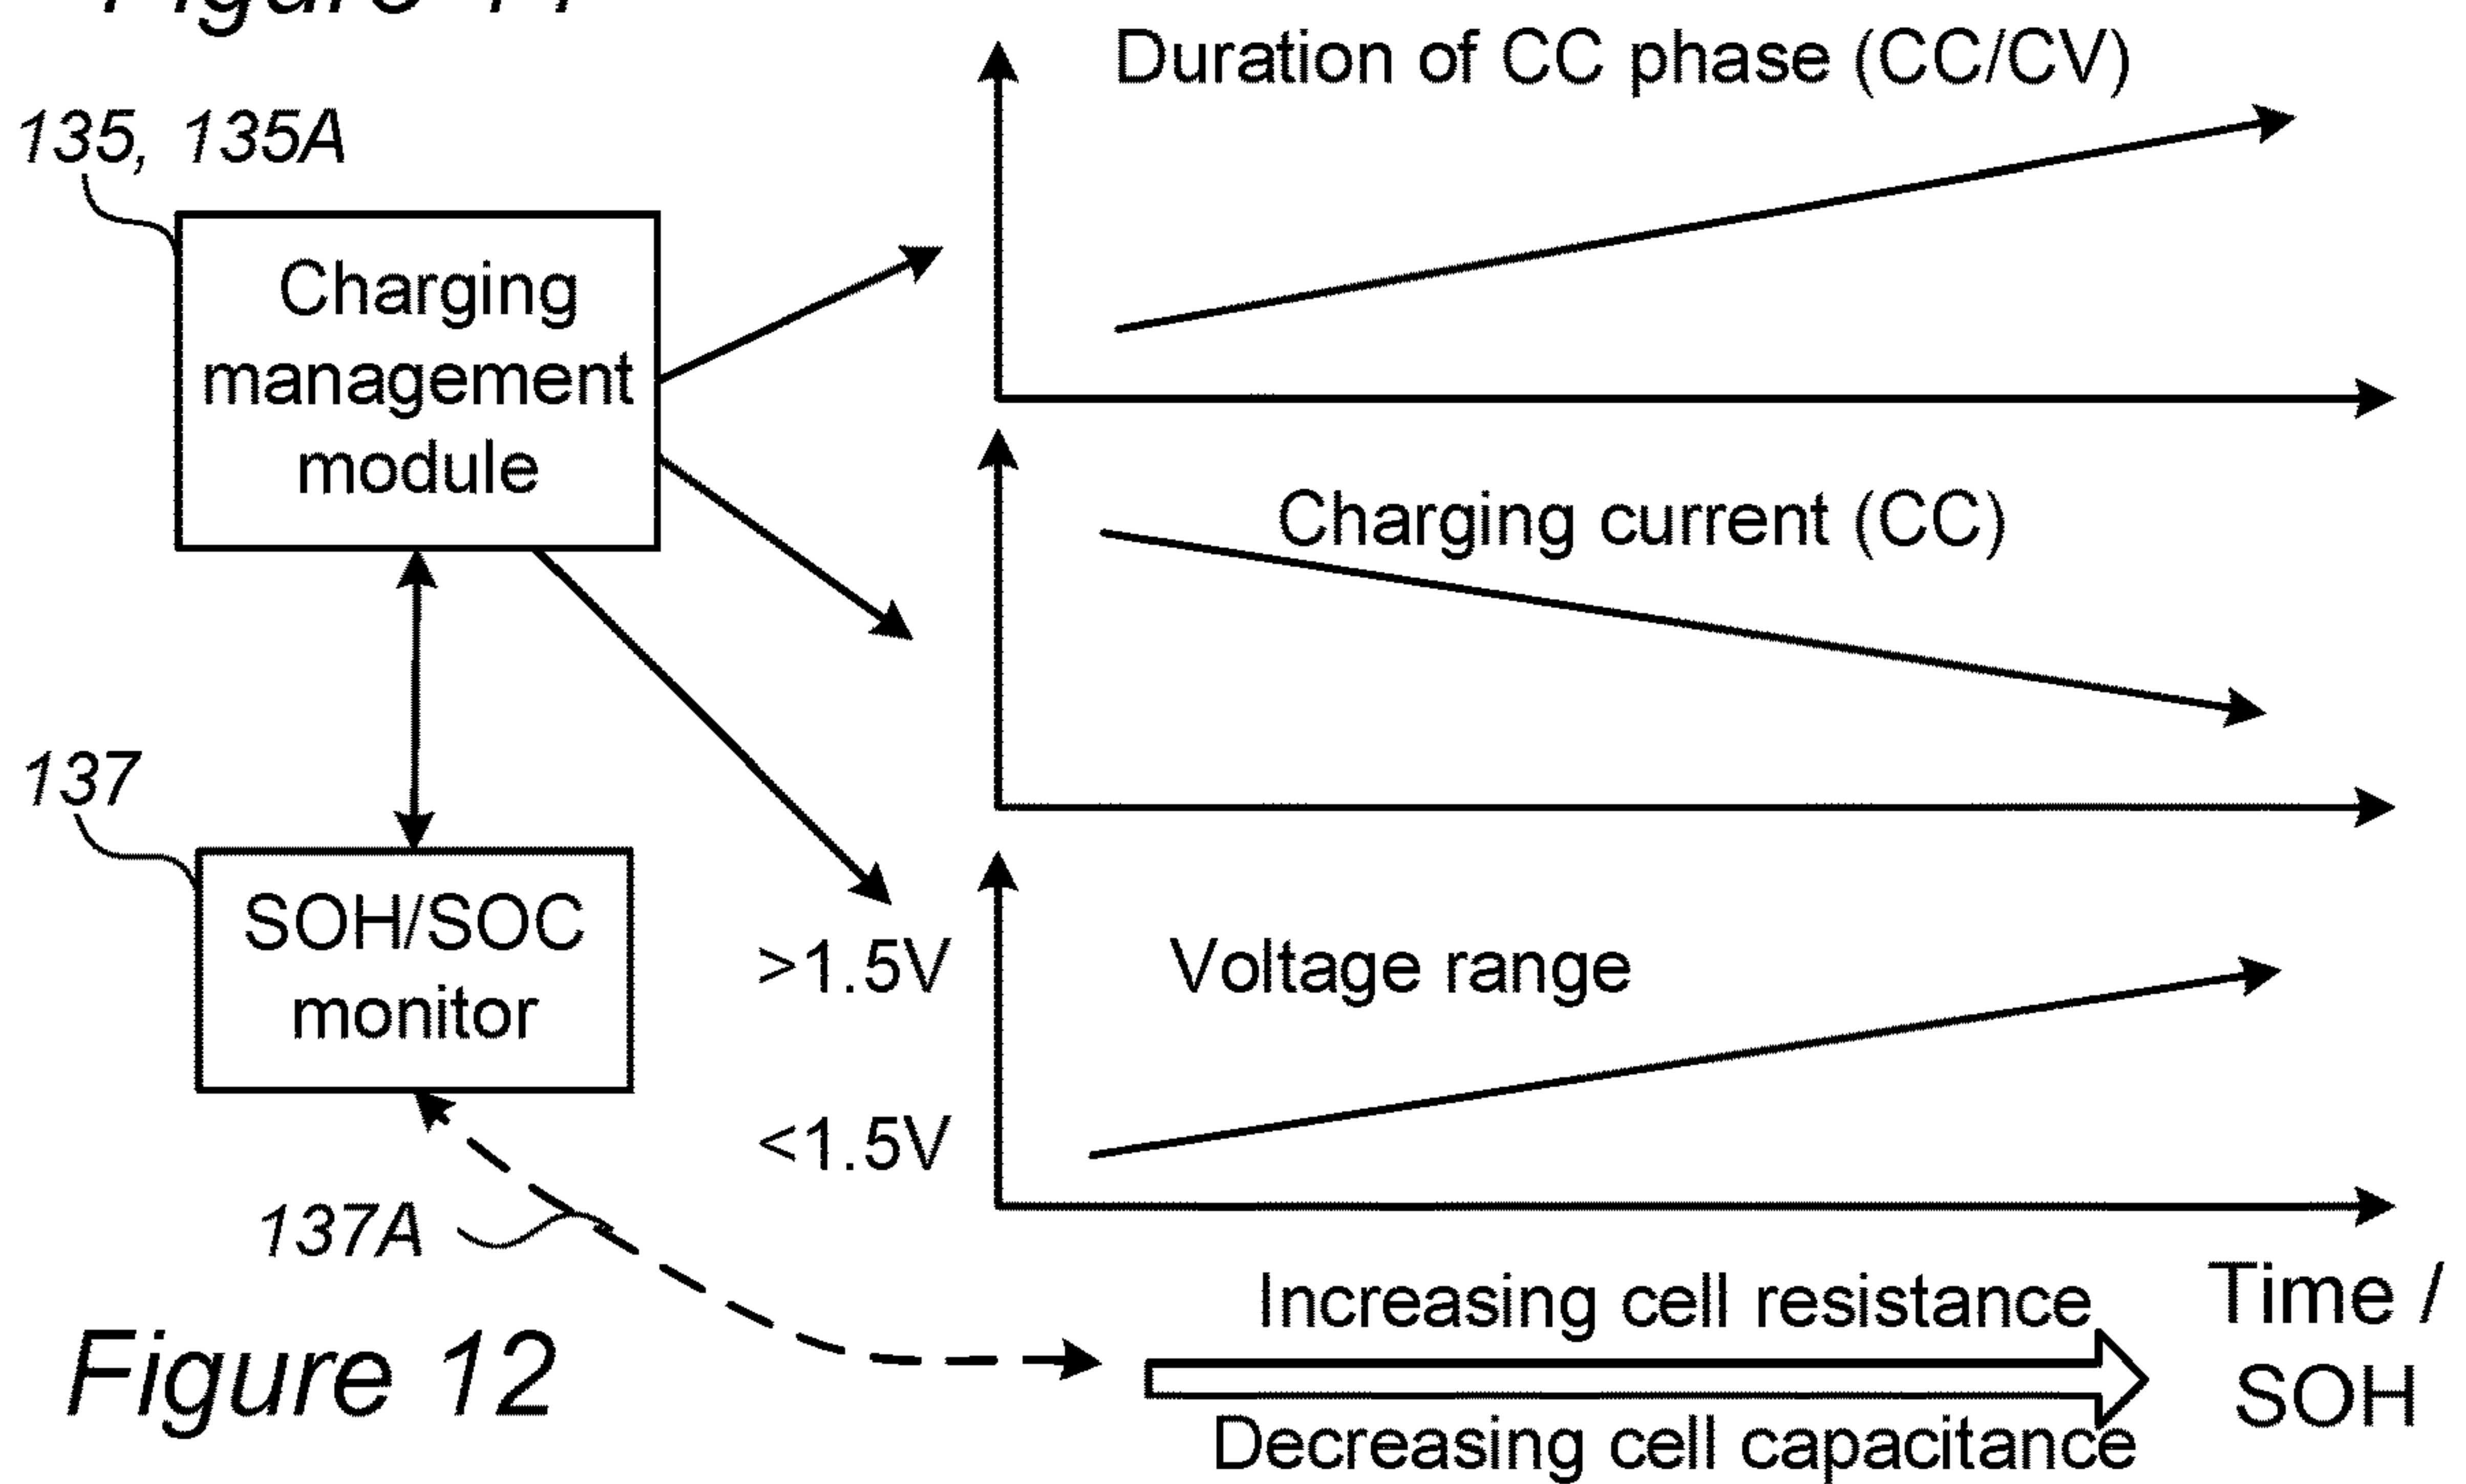 Duration of CC phase (CC/CV)
135, 135A
Charging
management
module
Charging current (CC)
137
SOH/SOC
monitor
>1.5V
Voltage range
<1.5V
137A
Increasing cell resistance
Time /
SOH
Decreasing cell capacitance
Figure 12